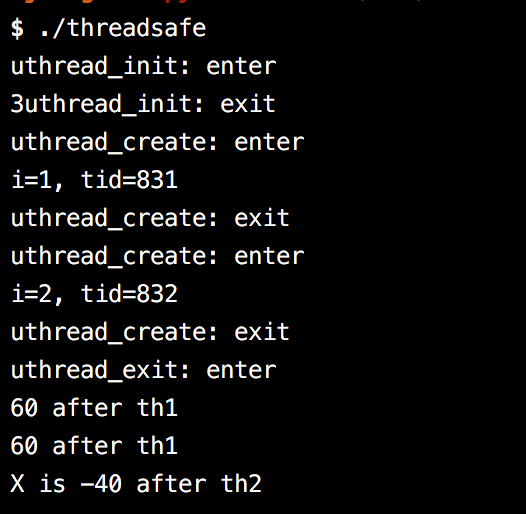 $ ./threadsafe
uthread_init: enter
3uthread_init: exit
uthread_create: enter
i=1, tid=831
uthread_create: exit
uthread_create: enter
i=2, tid=832
uthread_create: exit
uthread_exit: enter
60 after th1
60 after th1
X is -40 after th2